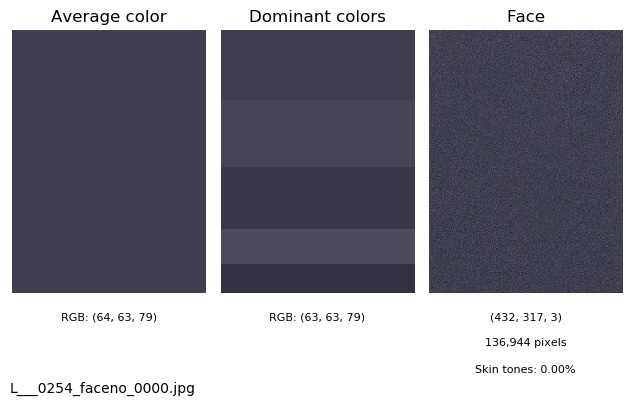 Average color
Dominant colors
Face
RGB: (64, 63, 79)
RGB: (63, 63, 79)
(432, 317, 3)
136,944 pixels
Skin tones: 0.00%
L___0254_faceno_0000.jpg